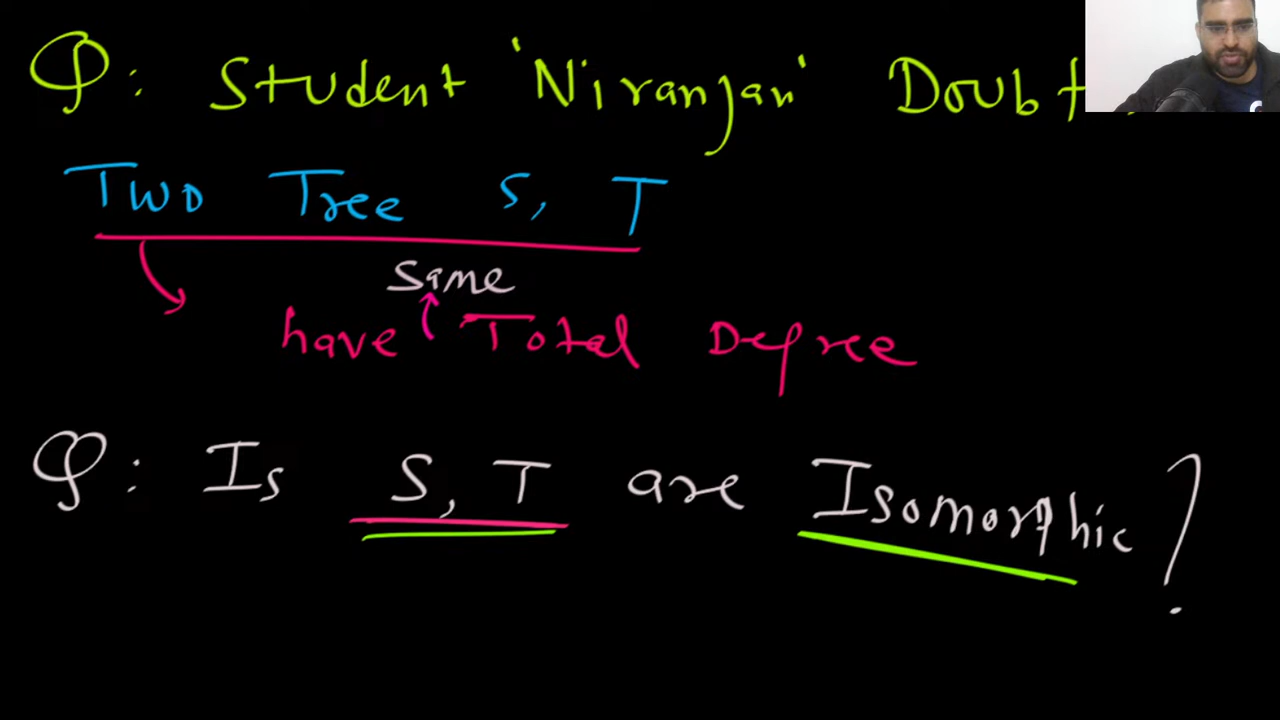 Q: Student 'Niranjan' Doubt
Two Tree S, T
Same
have Total Degree
Q: Is S, T are Isomorphic ?